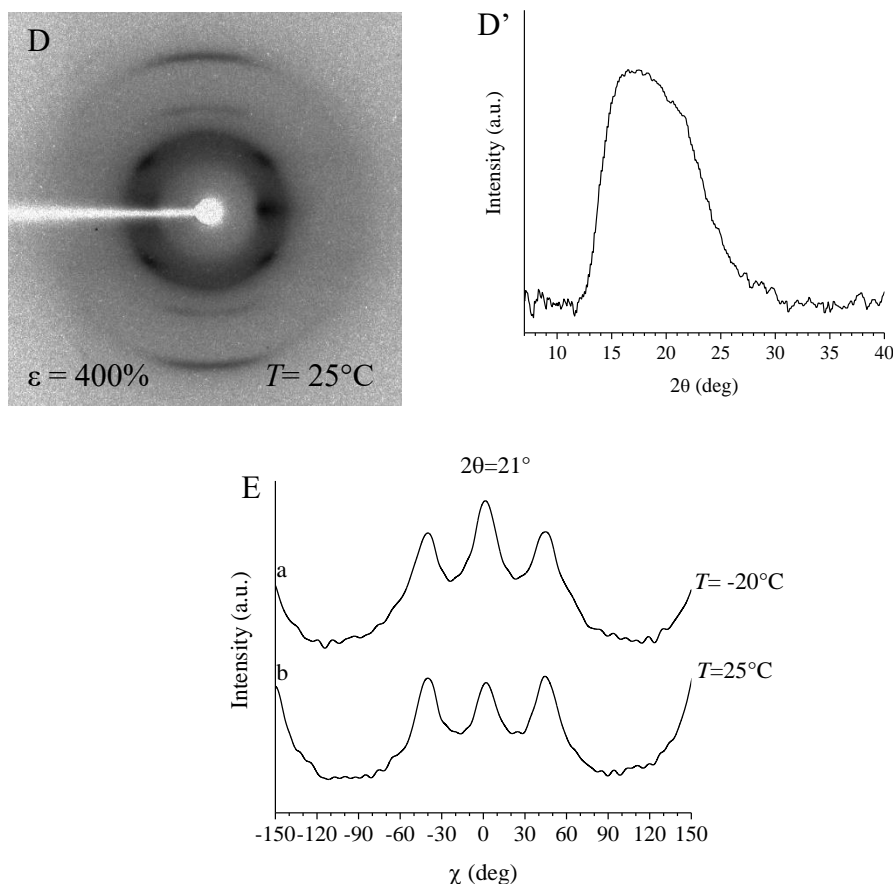 D
ε = 400% T= 25°C
D’
Intensity (a.u.)
10 15 20 25 30 35 40
2θ (deg)
E
2θ=21°
a
T= -20°C
b
T=25°C
Intensity (a.u.)
-150 -120 -90 -60 -30 0 30 60 90 120 150
χ (deg)